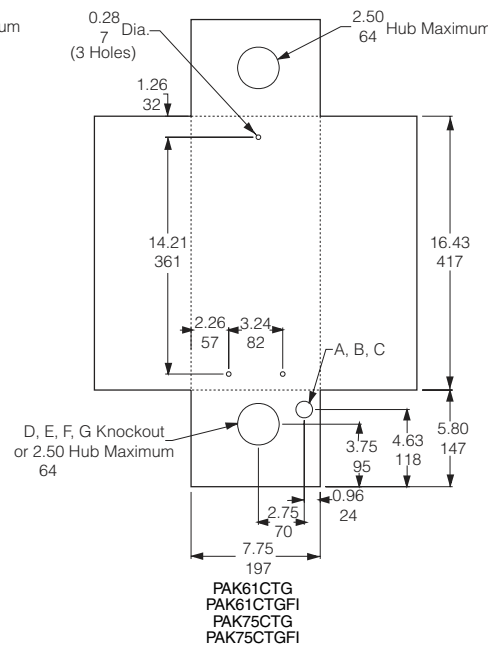 um
0.28 Dia.
7
(3 Holes)
2.50 Hub Maximum
64
1.26
32
14.21
361
16.43
417
2.26 3.24
57 82
A, B, C
D, E, F, G Knockout
or 2.50 Hub Maximum
64
3.75
95
4.63
118
5.80
147
0.96
24
2.75
70
7.75
197
PAK61CTG
PAK61CTGFI
PAK75CTG
PAK75CTGFI